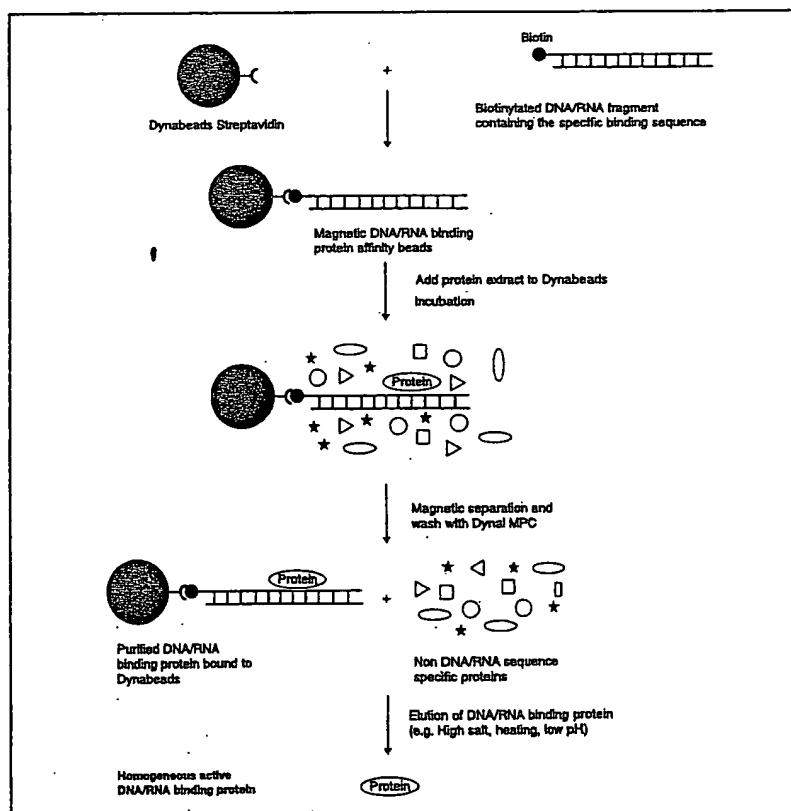 Biotin
+
Dynabeads Streptavidin
Biotinylated DNA/RNA fragment
containing the specific binding sequence
Magnetic DNA/RNA binding
protein affinity beads
Add protein extract to Dynabeads
Incubation
Protein
Magnetic separation and
wash with Dynal MPC
Protein
+
Purified DNA/RNA
binding protein bound to
Dynabeads
Non DNA/RNA sequence
specific proteins
Elution of DNA/RNA binding protein
(e.g. High salt, heating, low pH)
Homogeneous active
DNA/RNA binding protein
Protein